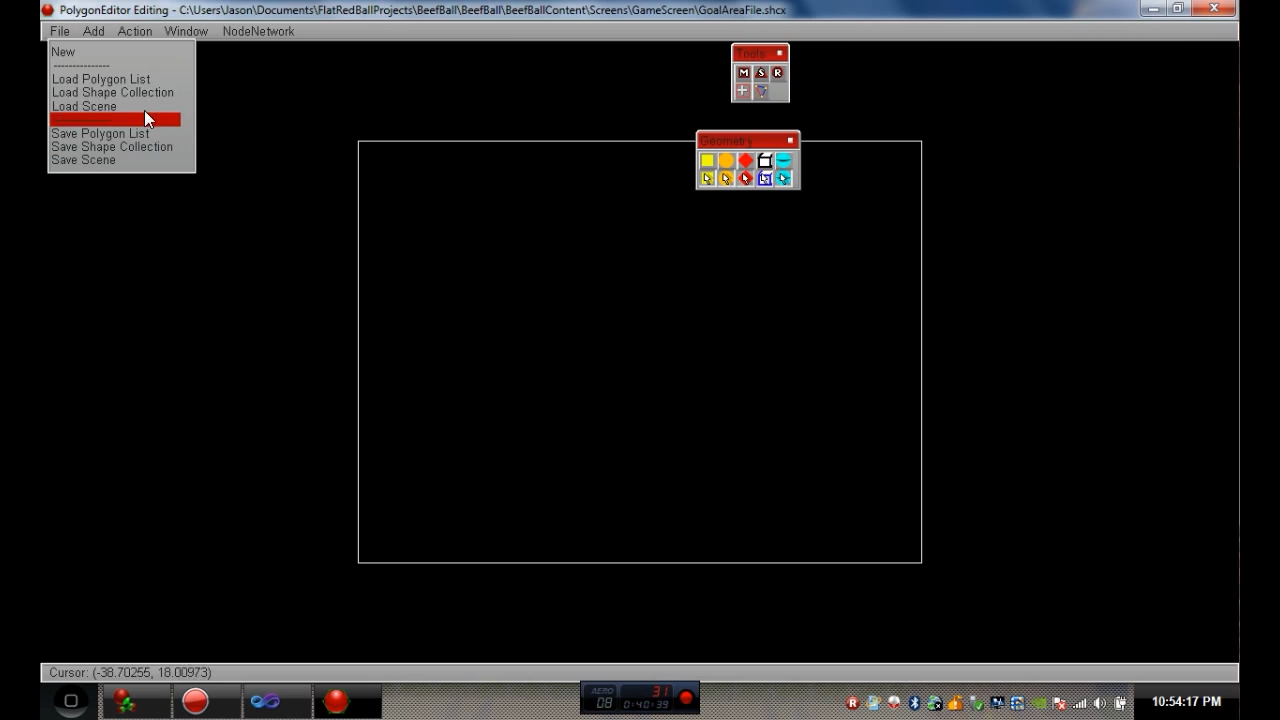 PolygonEditor Editing - C:\Users\Jason\Documents\FlatRedBallProjects\BeefBall\BeefBall\BeefBallContent\Screens\GameScreen\GoalAreaFile.shcx
File Add Action Window NodeNetwork
New
---------------
Load Polygon List
Load Shape Collection
Load Scene
---------------
Save Polygon List
Save Shape Collection
Save Scene
Tools
M S R
Geometry
Cursor: (-38.70255, 18.00973)
AERO 31
08 0:40:39
10:54:17 PM